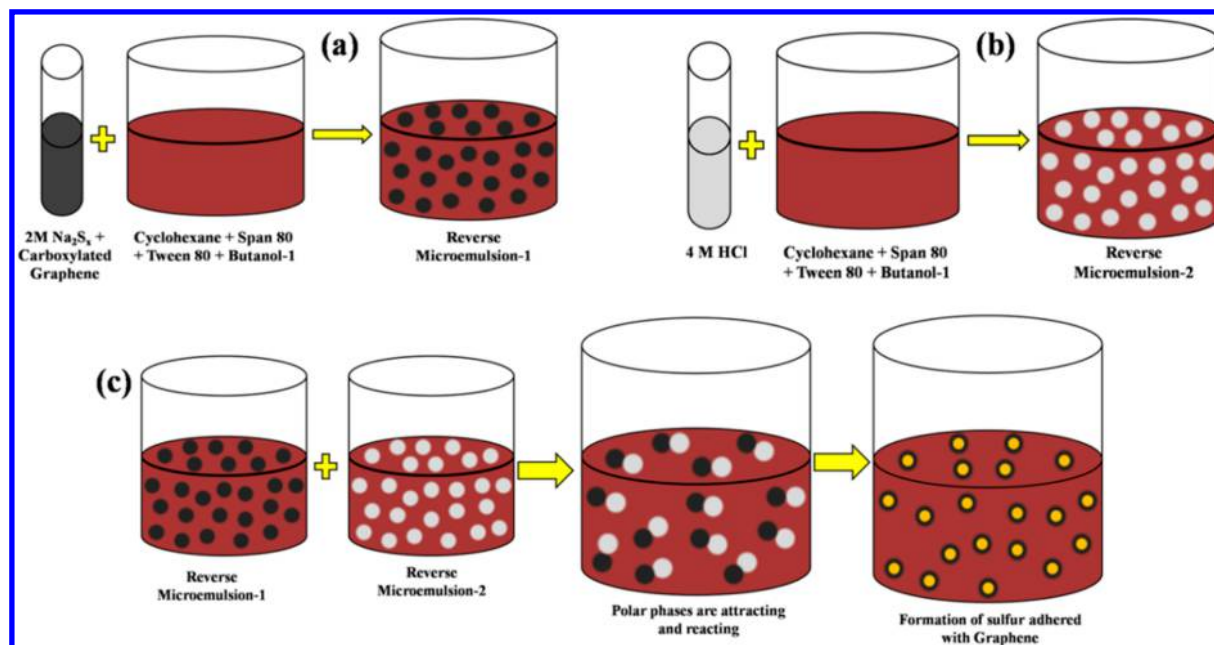 (a)
2M Na₂Sₓ +
Carboxylated
Graphene
Cyclohexane + Span 80
+ Tween 80 + Butanol-1
Reverse
Microemulsion-1
(b)
4 M HCl
Cyclohexane + Span 80
+ Tween 80 + Butanol-1
Reverse
Microemulsion-2
(c)
Reverse
Microemulsion-1
Reverse
Microemulsion-2
Polar phases are attracting
and reacting
Formation of sulfur adhered
with Graphene